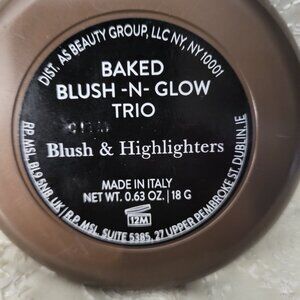 DIST. AS BEAUTY GROUP, LLC NY, NY 10001
BAKED
BLUSH -N- GLOW
TRIO
Blush & Highlighters
MADE IN ITALY
NET WT. 0.63 OZ. | 18 G
12M
RP. MSL, BL9 5NB, UK | R.P. MSL SUITE 5385, 27 UPPER PEMBROKE ST. DUBLIN, IE